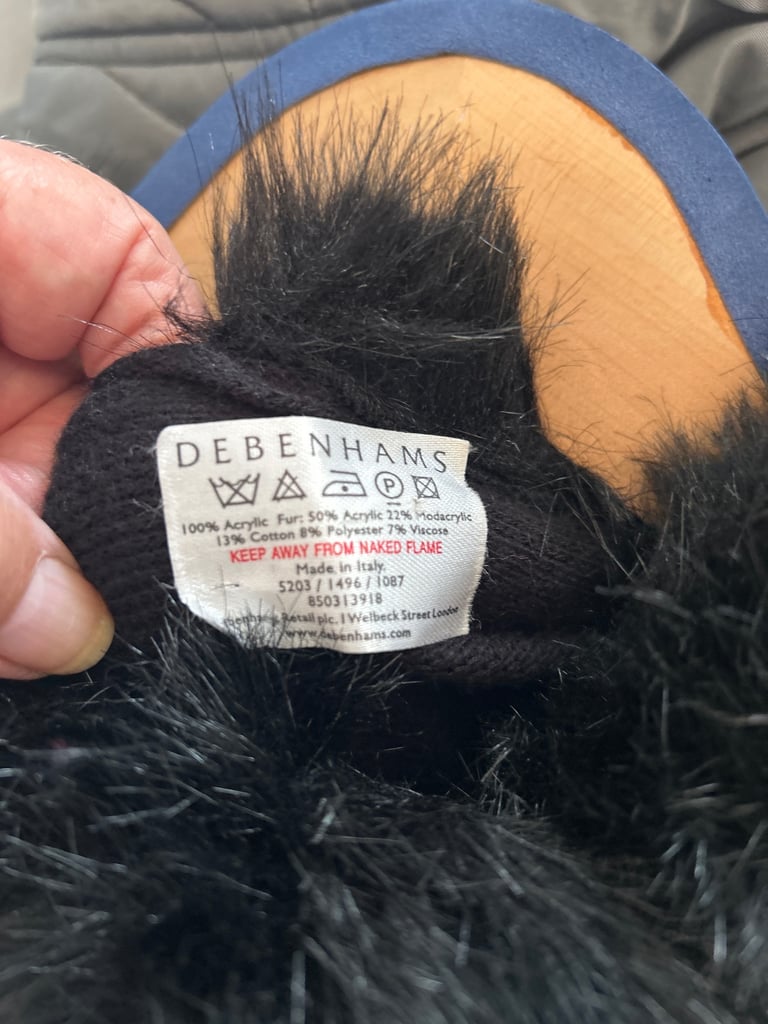 DEBENHAMS
P
100% Acrylic Fur: 50% Acrylic 22% Modacrylic
13% Cotton 8% Polyester 7% Viscose
KEEP AWAY FROM NAKED FLAME
Made in Italy.
5203 / 1496 / 1087
850313918
Retail plc. 1 Welbeck Street London
www.debenhams.com